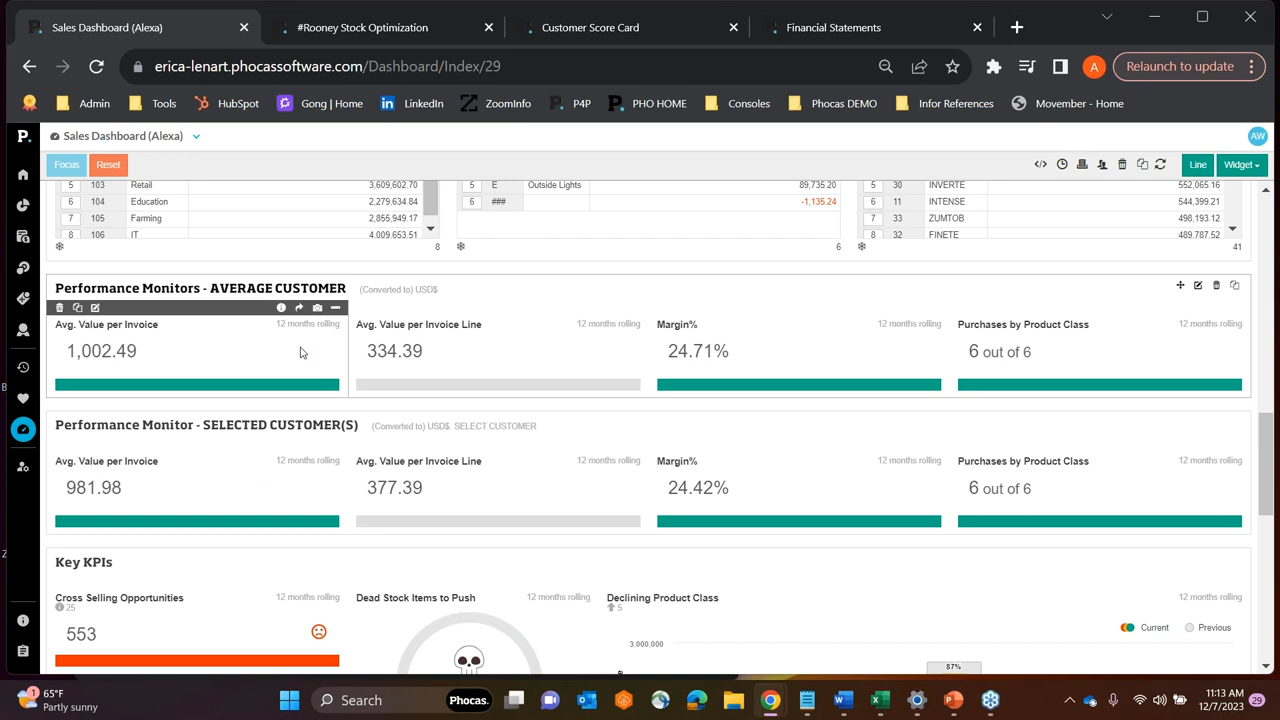 Sales Dashboard (Alexa)
#Rooney Stock Optimization
Customer Score Card
Financial Statements
erica-lenart.phocassoftware.com/Dashboard/Index/29
A
Relaunch to update
Admin
Tools
HubSpot
Gong | Home
LinkedIn
ZoomInfo
P4P
PHO HOME
Consoles
Phocas DEMO
Infor References
Movember - Home
P.
Sales Dashboard (Alexa)
AW
Focus
Reset
Line
Widget
5 103 Retail 3,609,602.70
6 104 Education 2,279,634.84
7 105 Farming 2,855,949.17
8 106 IT 4,009,653.51
8
5 E Outside Lights 89,735.20
6 ### -1,135.24
6
5 30 INVERTE 552,065.16
6 11 INTENSE 544,399.21
7 33 ZUMTOB 498,193.12
8 32 FINETE 489,787.52
41
Performance Monitors - AVERAGE CUSTOMER (Converted to) USD$
Avg. Value per Invoice 12 months rolling
1,002.49
Avg. Value per Invoice Line 12 months rolling
334.39
Margin% 12 months rolling
24.71%
Purchases by Product Class 12 months rolling
6 out of 6
Performance Monitor - SELECTED CUSTOMER(S) (Converted to) USD$. SELECT CUSTOMER
Avg. Value per Invoice 12 months rolling
981.98
Avg. Value per Invoice Line 12 months rolling
377.39
Margin% 12 months rolling
24.42%
Purchases by Product Class 12 months rolling
6 out of 6
Key KPIs
Cross Selling Opportunities 12 months rolling
25
553
Dead Stock Items to Push 12 months rolling
Declining Product Class 12 months rolling
5
Current
Previous
3,000,000
87%
1
65°F
Partly sunny
Search
Phocas.
11:13 AM
12/7/2023
29